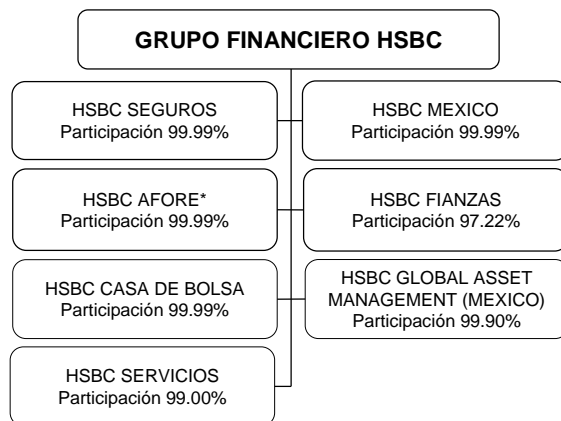 GRUPO FINANCIERO HSBC
HSBC SEGUROS
Participación 99.99%
HSBC MEXICO
Participación 99.99%
HSBC AFORE*
Participación 99.99%
HSBC FIANZAS
Participación 97.22%
HSBC CASA DE BOLSA
Participación 99.99%
HSBC GLOBAL ASSET
MANAGEMENT (MEXICO)
Participación 99.90%
HSBC SERVICIOS
Participación 99.00%